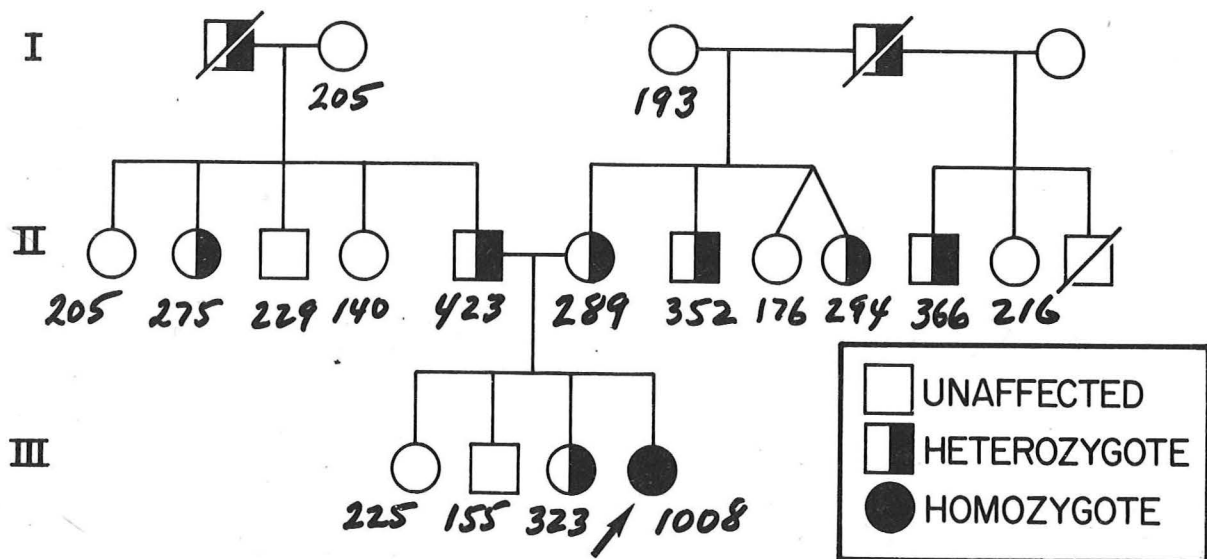 I
205
193
II
205 275 229 140 423 289 352 176 294 366 216
III
225 155 323 1008
UNAFFECTED
HETEROZYGOTE
HOMOZYGOTE